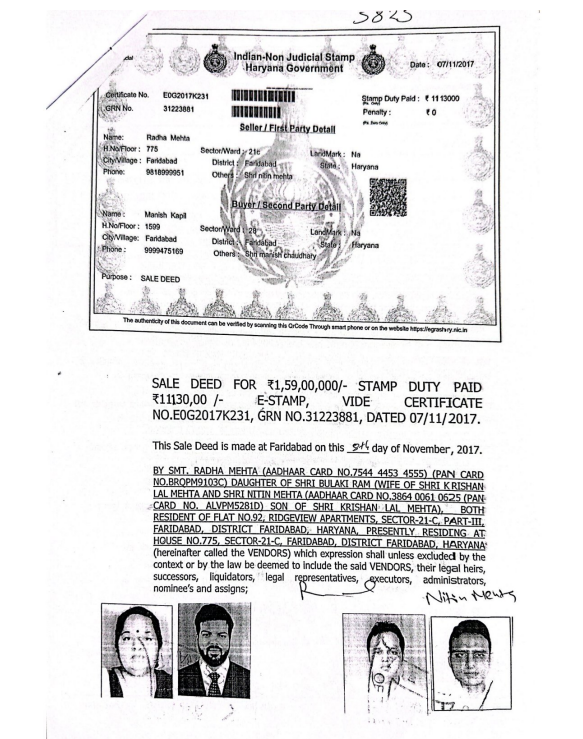 5823
Indian-Non Judicial Stamp
Haryana Government
Date : 07/11/2017
Certificate No. E0G2017K231
Stamp Duty Paid : ₹ 1113000
GRN No. 31223881
Penalty : ₹ 0
Seller / First Party Detail
Name: Radha Mehta
H.No/Floor : 775 Sector/Ward : 21c LandMark : Na
City/Village : Faridabad District : Faridabad State : Haryana
Phone: 9818999951 Others : Shri nitin mehta
Buyer / Second Party Detail
Name : Manish Kapil
H.No/Floor : 1599 Sector/Ward : 28 LandMark : Na
City/Village: Faridabad District : Faridabad State : Haryana
Phone : 9999475169 Others : Shri manish chaudhary
Purpose : SALE DEED
The authenticity of this document can be verified by scanning this QrCode Through smart phone or on the website https://egrashry.nic.in
SALE DEED FOR ₹1,59,00,000/- STAMP DUTY PAID
₹11130,00 /- E-STAMP, VIDE CERTIFICATE
NO.E0G2017K231, GRN NO.31223881, DATED 07/11/2017.
This Sale Deed is made at Faridabad on this day of November, 2017.
BY SMT. RADHA MEHTA (AADHAAR CARD NO.7544 4453 4555) (PAN CARD
NO.BRQPM9103C) DAUGHTER OF SHRI BULAKI RAM (WIFE OF SHRI KRISHAN
LAL MEHTA AND SHRI NITIN MEHTA (AADHAAR CARD NO.3864 0061 0625 (PAN
CARD NO. ALVPM5281D) SON OF SHRI KRISHAN LAL MEHTA), BOTH
RESIDENT OF FLAT NO.92, RIDGEVIEW APARTMENTS, SECTOR-21-C, PART-III,
FARIDABAD, DISTRICT FARIDABAD, HARYANA, PRESENTLY RESIDING AT
HOUSE NO.775, SECTOR-21-C, FARIDABAD, DISTRICT FARIDABAD, HARYANA
(hereinafter called the VENDORS) which expression shall unless excluded by the
context or by the law be deemed to include the said VENDORS, their legal heirs,
successors, liquidators, legal representatives, executors, administrators,
nominee's and assigns;
Nitin Mehta